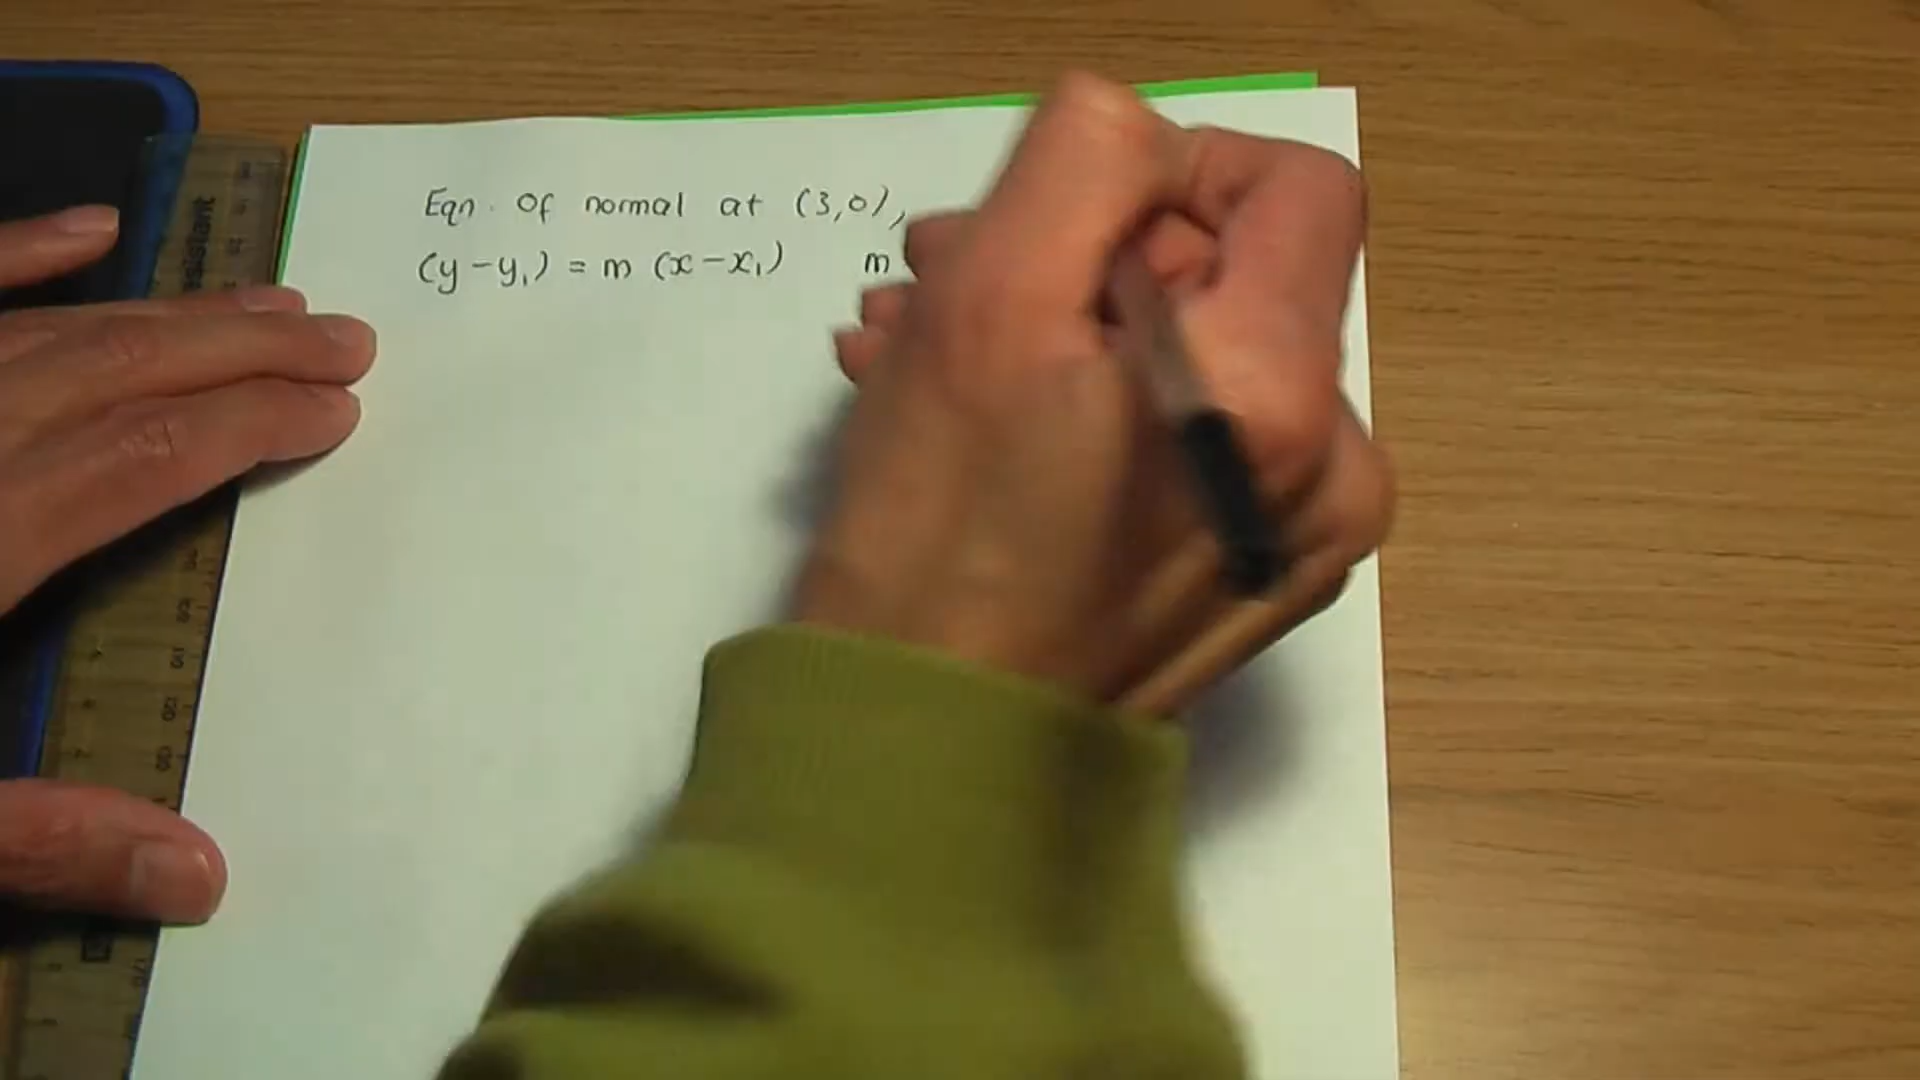 Eqn. of normal at (3,0),
(y-y₁) = m (x-x₁) m